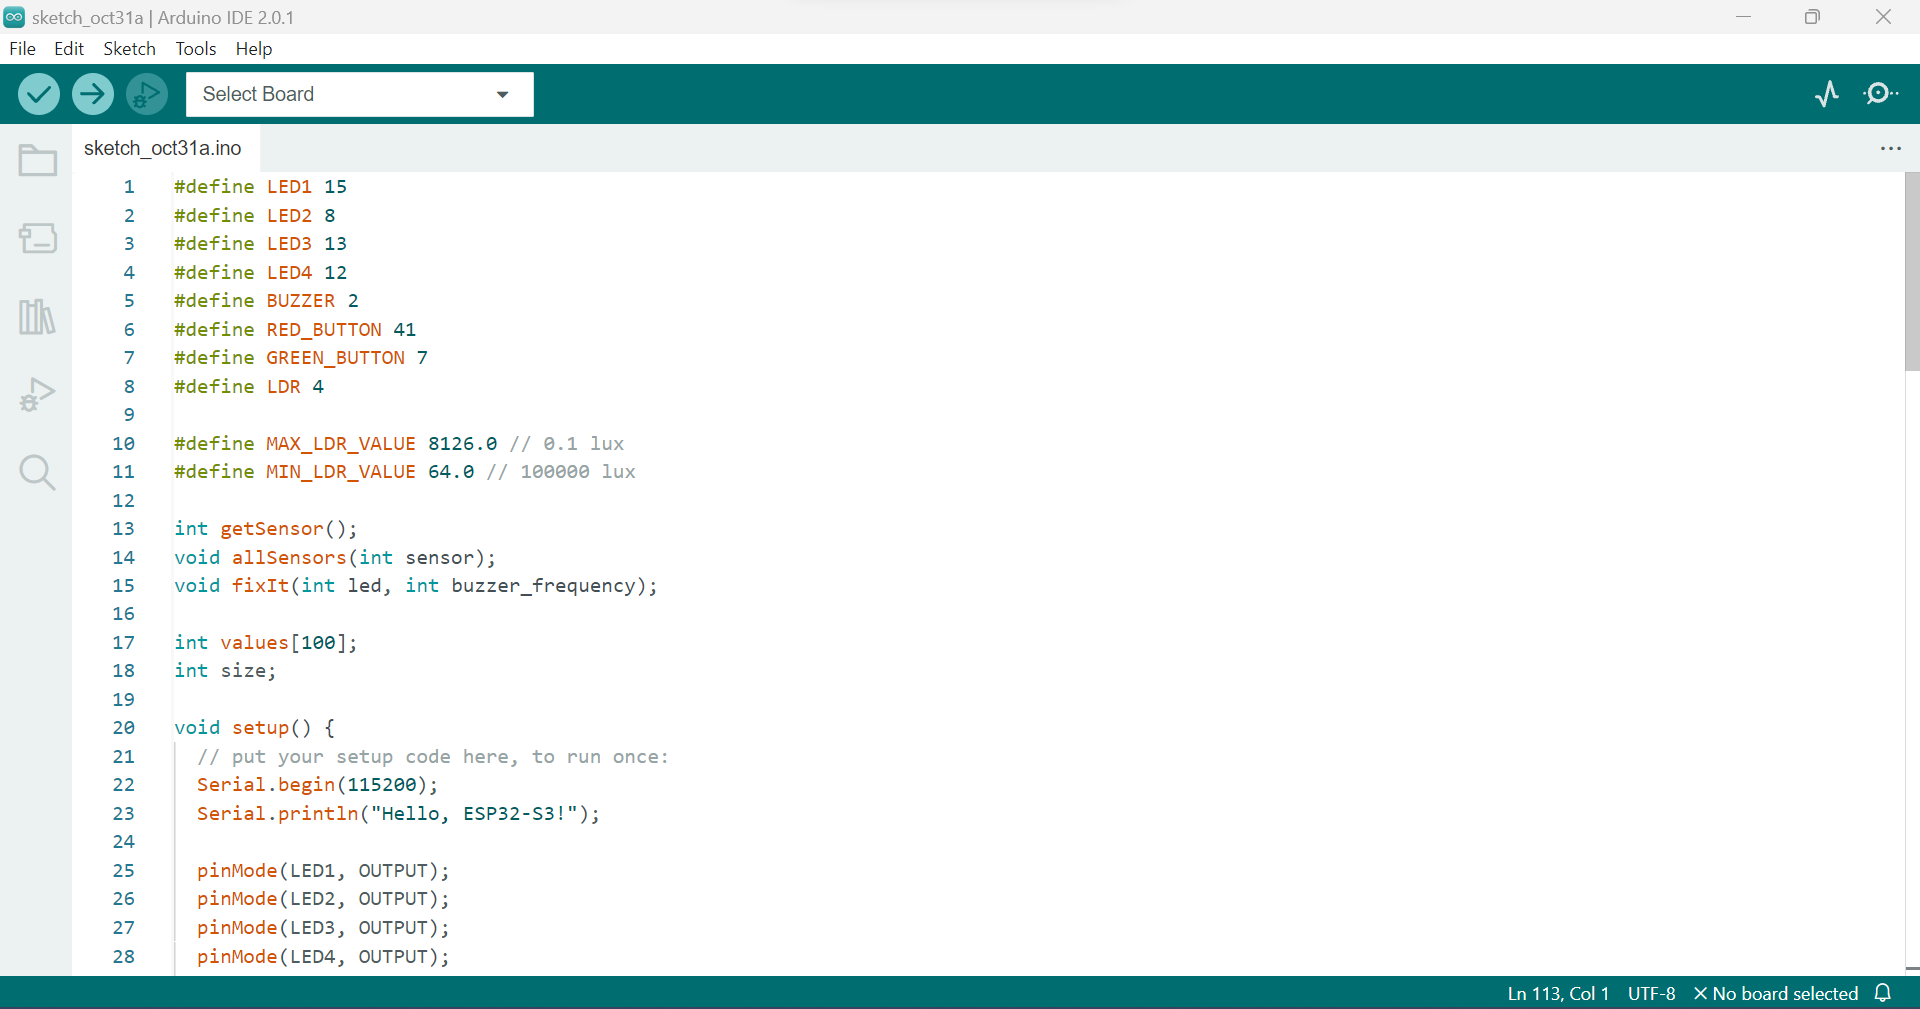 sketch_oct31a | Arduino IDE 2.0.1
File Edit Sketch Tools Help
Select Board
sketch_oct31a.ino
1 #define LED1 15
2 #define LED2 8
3 #define LED3 13
4 #define LED4 12
5 #define BUZZER 2
6 #define RED_BUTTON 41
7 #define GREEN_BUTTON 7
8 #define LDR 4
9
10 #define MAX_LDR_VALUE 8126.0 // 0.1 lux
11 #define MIN_LDR_VALUE 64.0 // 100000 lux
12
13 int getSensor();
14 void allSensors(int sensor);
15 void fixIt(int led, int buzzer_frequency);
16
17 int values[100];
18 int size;
19
20 void setup() {
21 // put your setup code here, to run once:
22 Serial.begin(115200);
23 Serial.println("Hello, ESP32-S3!");
24
25 pinMode(LED1, OUTPUT);
26 pinMode(LED2, OUTPUT);
27 pinMode(LED3, OUTPUT);
28 pinMode(LED4, OUTPUT);
Ln 113, Col 1 UTF-8 X No board selected